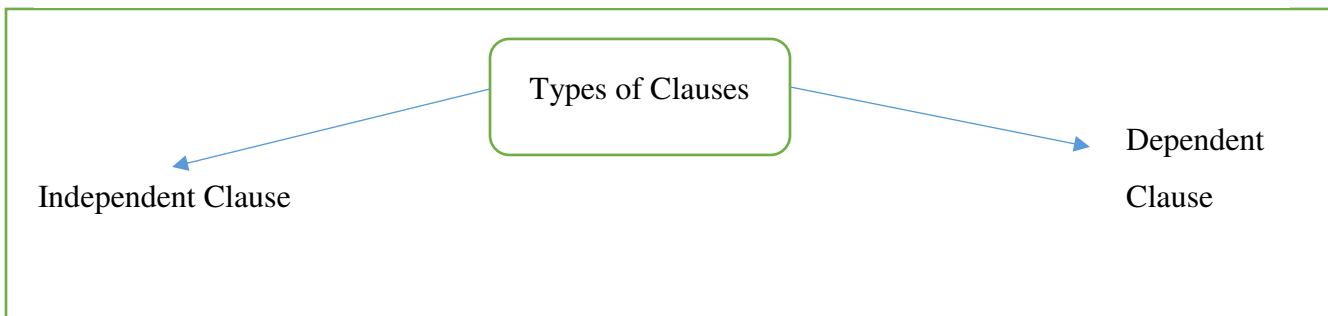 Types of Clauses
Independent Clause
Dependent
Clause